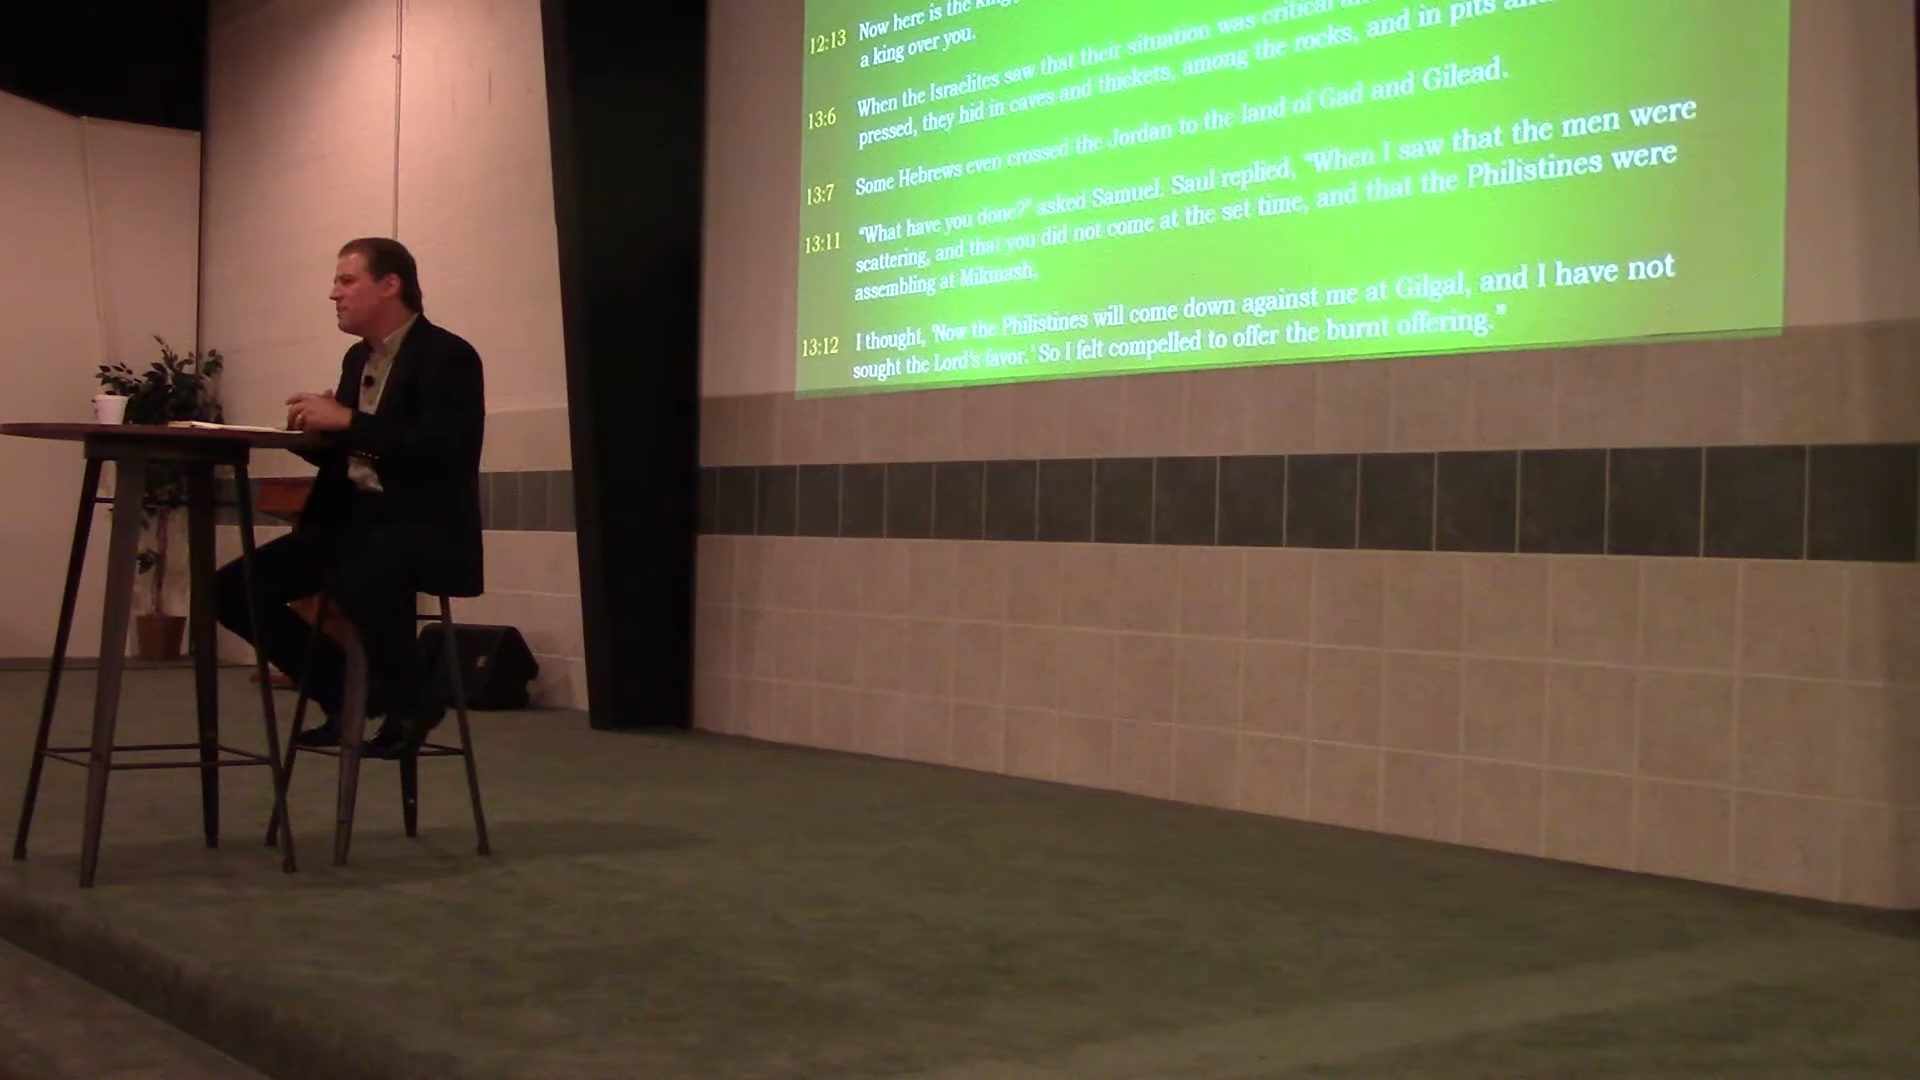 12:13 Now here is the king
a king over you.
13:6 When the Israelites saw that their situation was critical
pressed, they hid in caves and thickets, among the rocks, and in pits
13:7 Some Hebrews even crossed the Jordan to the land of Gad and Gilead.
13:11 “What have you done?” asked Samuel. Saul replied, “When I saw that the men were
scattering, and that you did not come at the set time, and that the Philistines were
assembling at Mikmash,
13:12 I thought, ‘Now the Philistines will come down against me at Gilgal, and I have not
sought the Lord's favor.’ So I felt compelled to offer the burnt offering.”